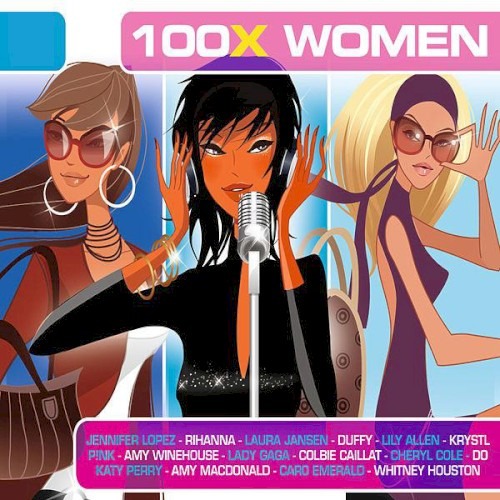 100X WOMEN
JENNIFER LOPEZ - RIHANNA - LAURA JANSEN - DUFFY - LILY ALLEN - KRYSTL
P!NK - AMY WINEHOUSE - LADY GAGA - COLBIE CAILLAT - CHERYL COLE - DO
KATY PERRY - AMY MACDONALD - CARO EMERALD - WHITNEY HOUSTON